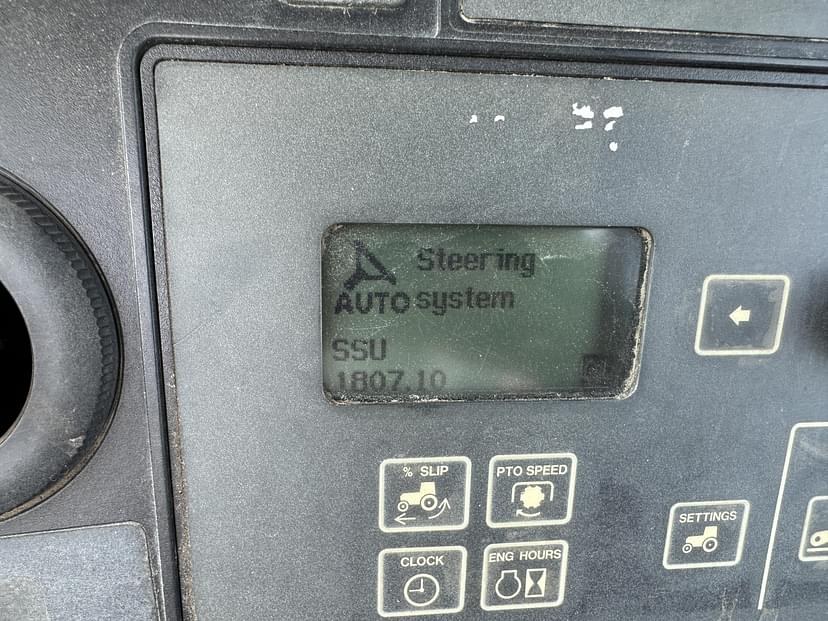 Steering
AUTO system
SSU
1807.10
% SLIP
PTO SPEED
CLOCK
ENG HOURS
SETTINGS